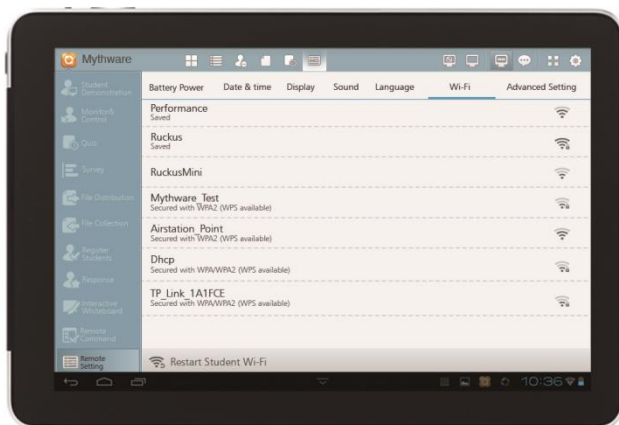 Mythware
Student
Demonstration
Monitor&
Control
Quiz
Survey
File Distribution
File Collection
Register
Students
Response
Interactive
Whiteboard
Remote
Command
Remote
Setting
Battery Power Date & time Display Sound Language Wi-Fi Advanced Setting
Performance
Saved
Ruckus
Saved
RuckusMini
Mythware_Test
Secured with WPA2 (WPS available)
Airstation_Point
Secured with WPA2 (WPS available)
Dhcp
Secured with WPA/WPA2 (WPS available)
TP_Link_1A1FCE
Secured with WPA/WPA2 (WPS available)
Restart Student Wi-Fi
10:36